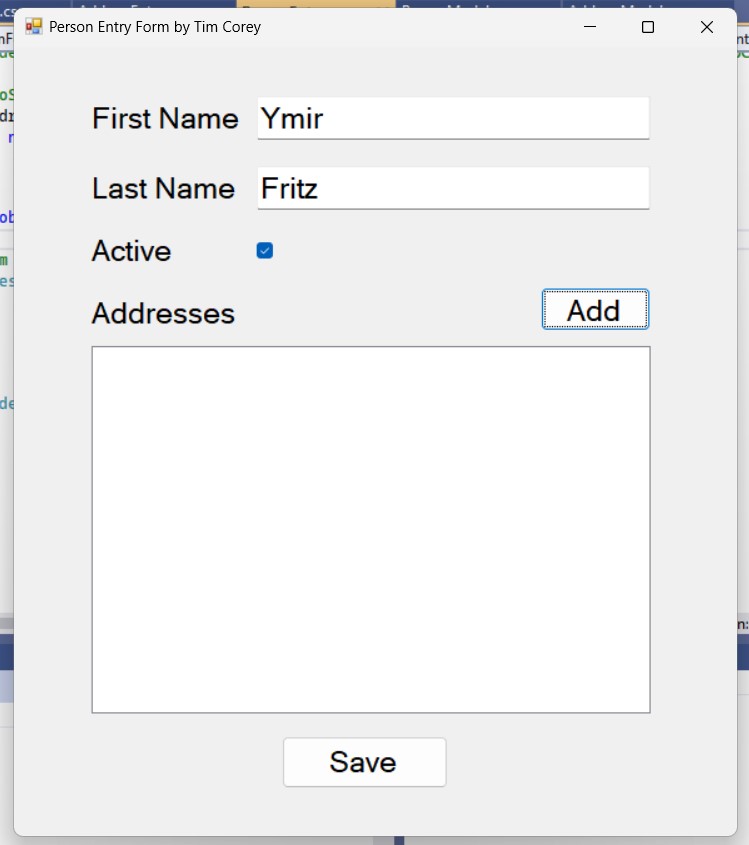 Person Entry Form by Tim Corey
First Name Ymir
Last Name Fritz
Active
Addresses Add
Save